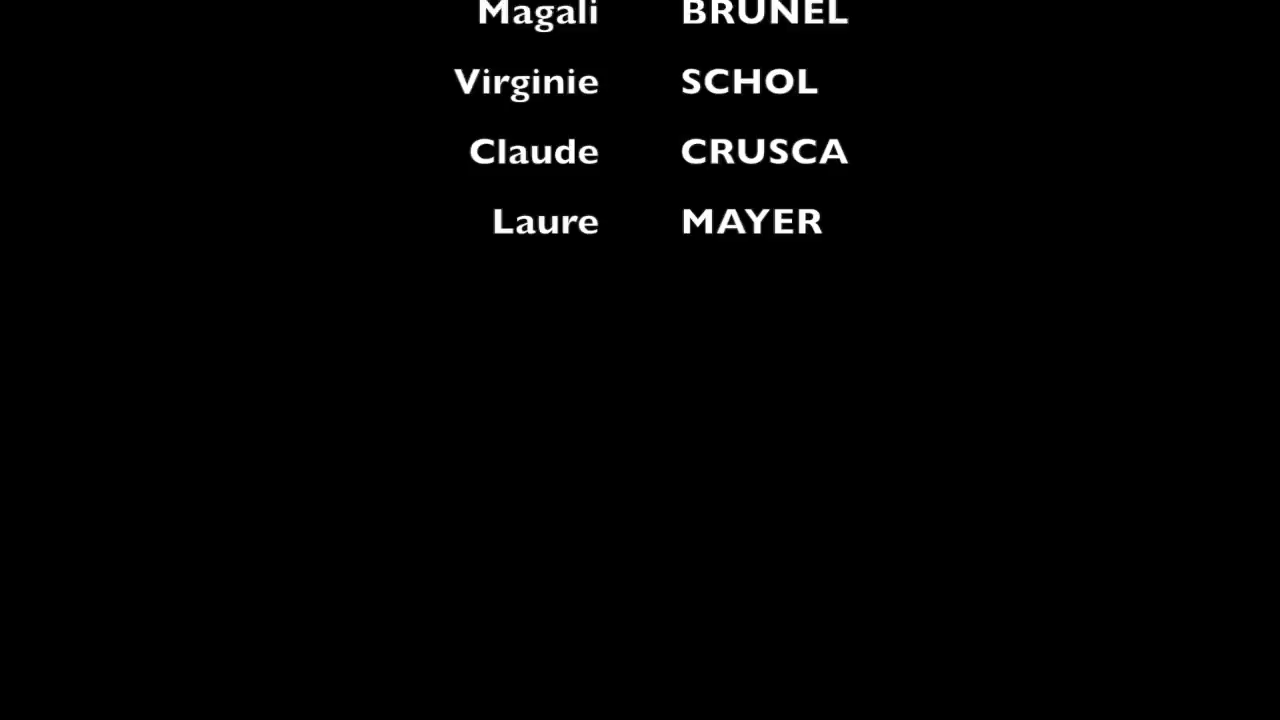 Magali BRUNEL
Virginie SCHOL
Claude CRUSCA
Laure MAYER